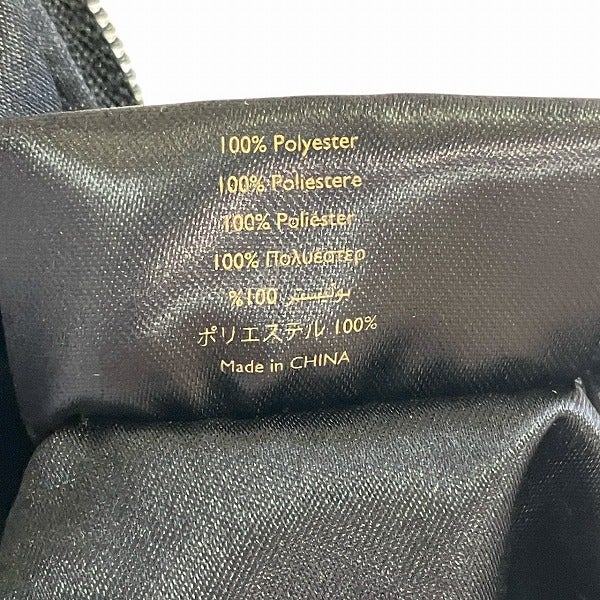 100% Polyester
100% Poliestere
100% Poliéster
100% Πολυέστερ
بوليستر 100%
ポリエステル 100%
Made in CHINA